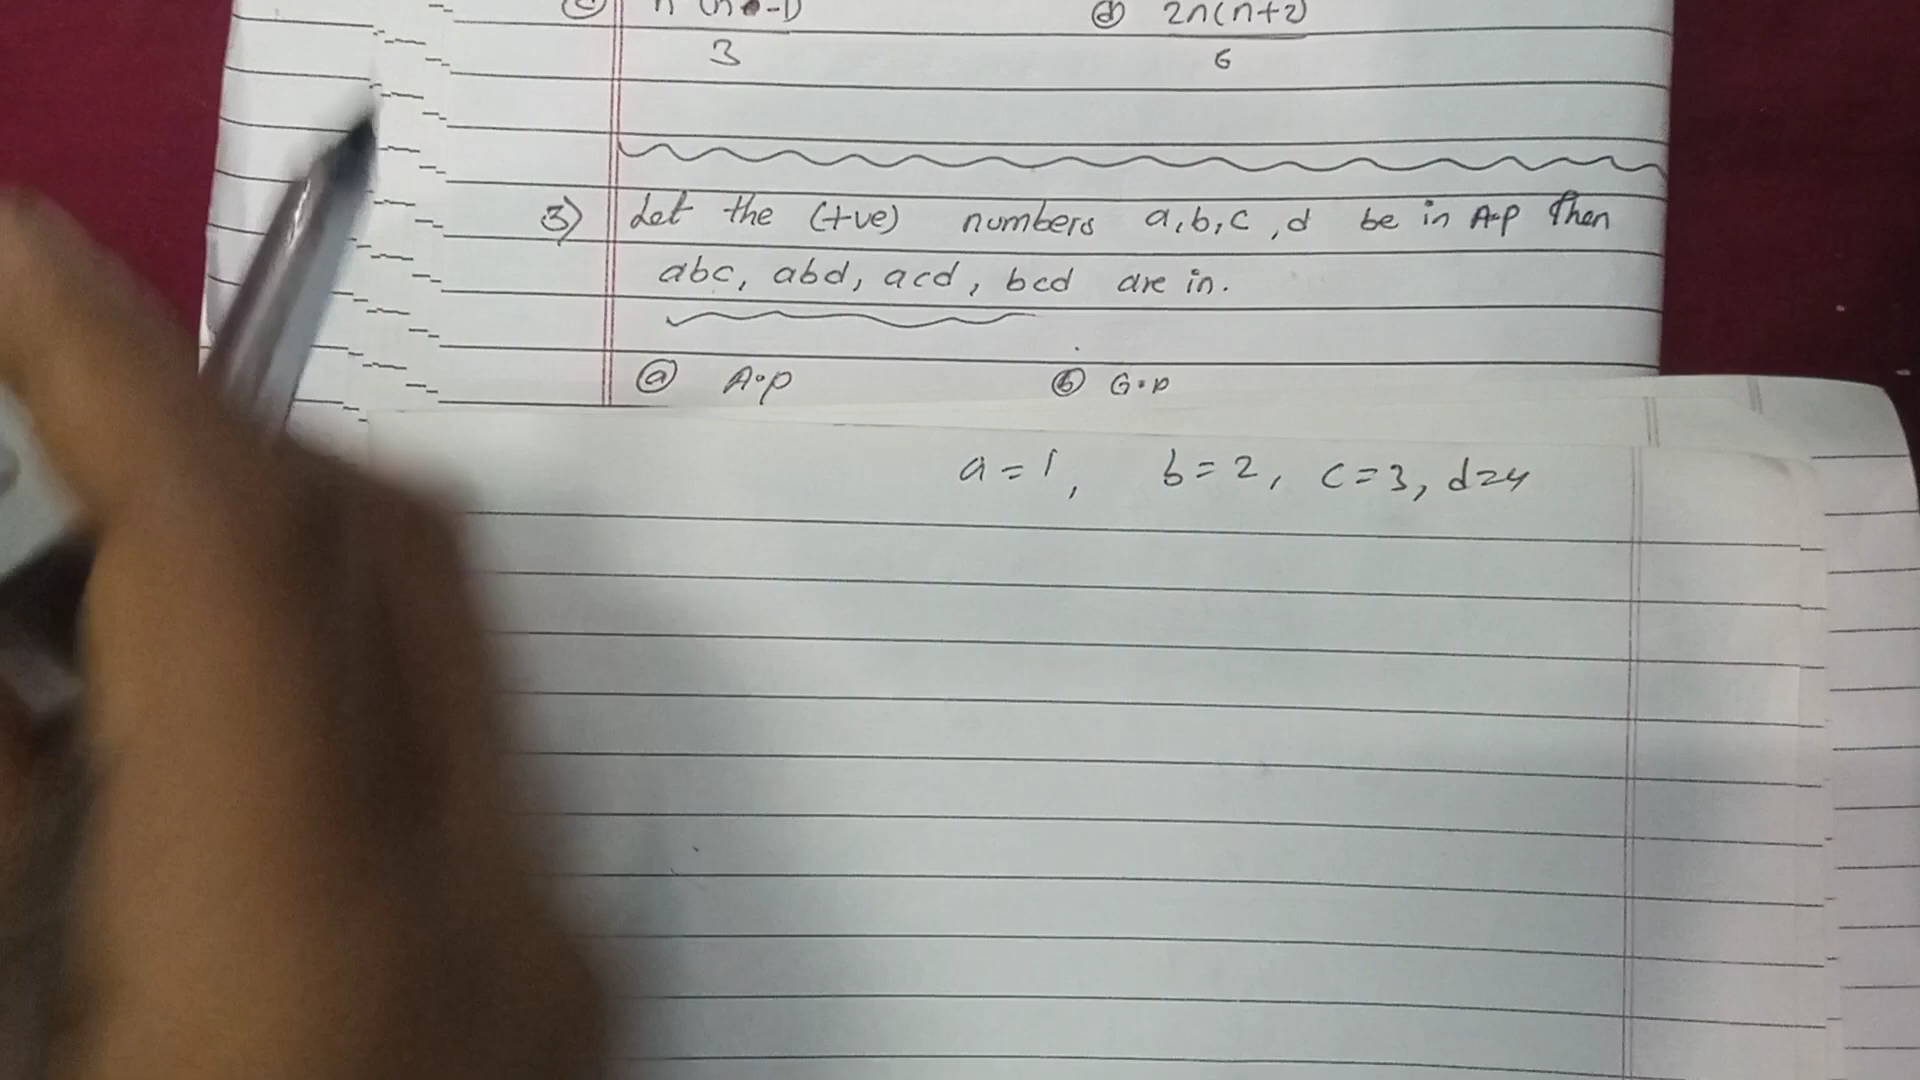 c n (n -1) d 2n(n+2)
3 6
3) Let the (+ve) numbers a,b,c,d be in A.P Then
abc, abd, acd, bcd are in.
a A.P b G.P
a=1, b=2, c=3, d=4